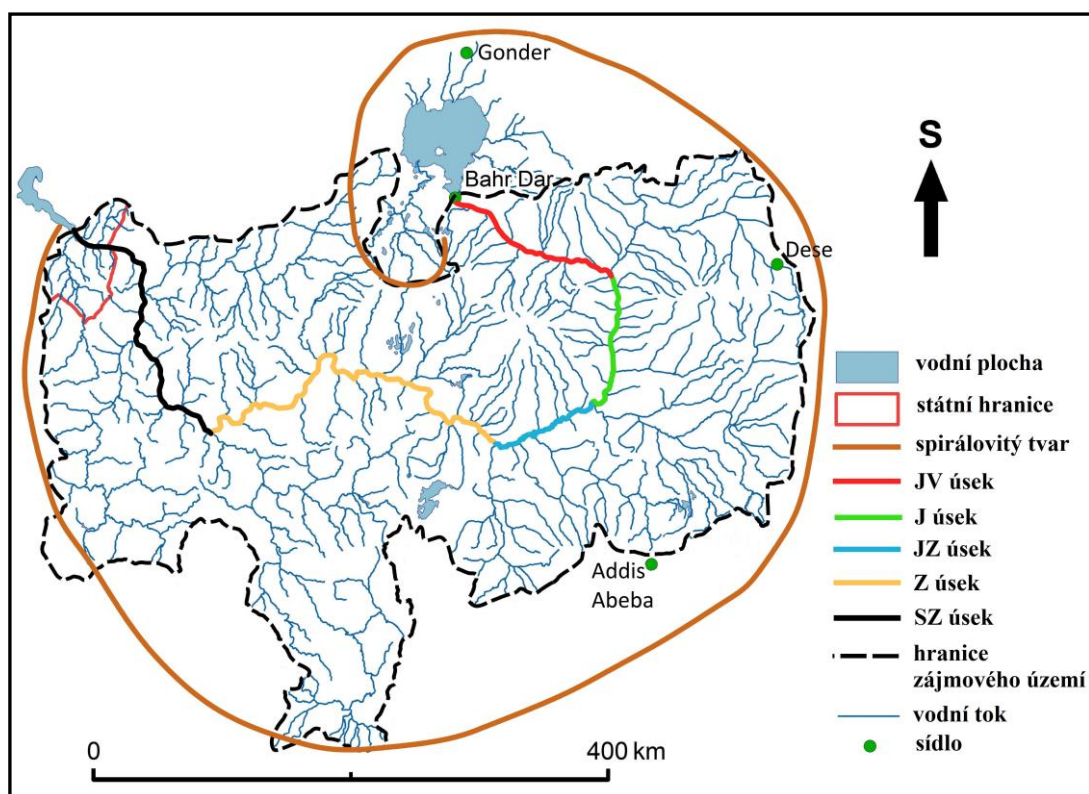 Gonder
S
Bahr Dar
Dese
vodní plocha
státní hranice
spirálovitý tvar
JV úsek
J úsek
JZ úsek
Z úsek
SZ úsek
hranice
zájmového území
vodní tok
sídlo
Addis
Abeba
0
400 km